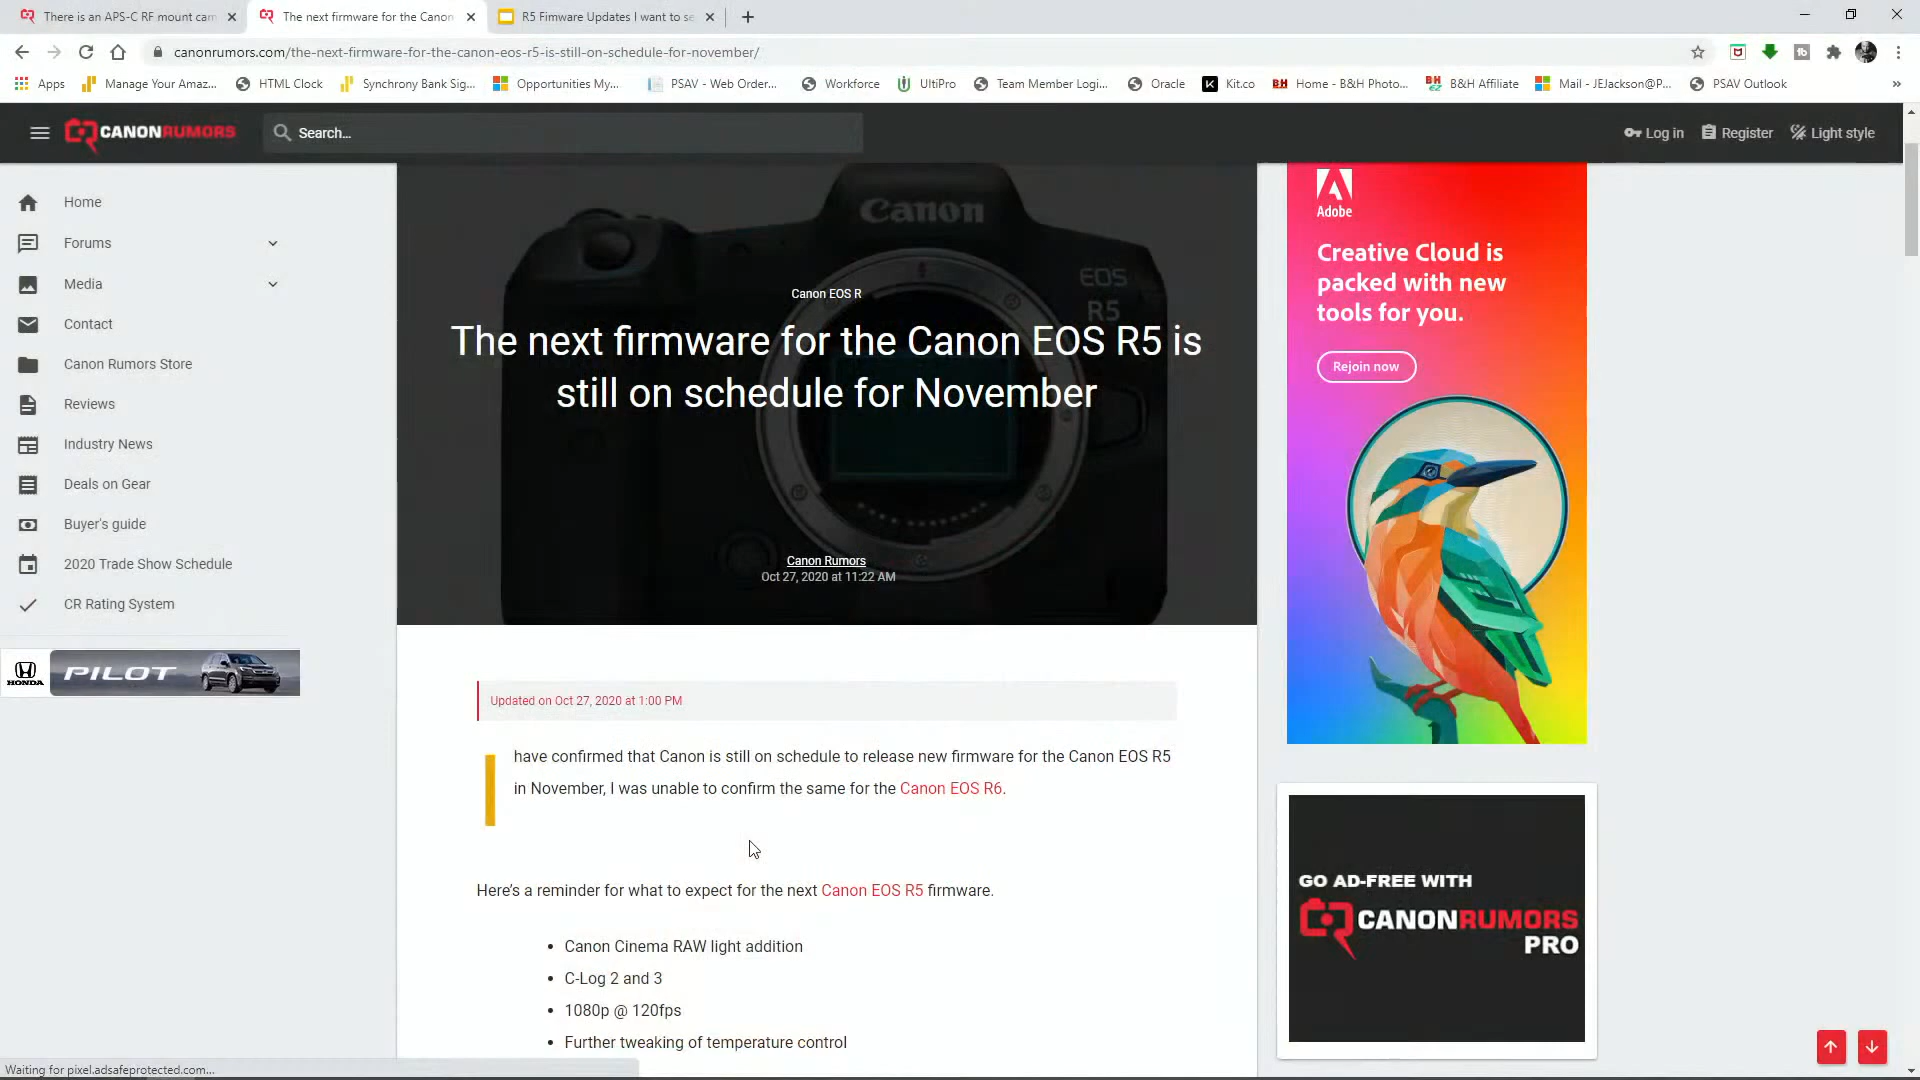 There is an APS-C RF mount cam
The next firmware for the Canon
R5 Fimware Updates I want to se
canonrumors.com/the-next-firmware-for-the-canon-eos-r5-is-still-on-schedule-for-november/
Apps
Manage Your Amaz...
HTML Clock
Synchrony Bank Sig...
Opportunities My...
PSAV - Web Order...
Workforce
UltiPro
Team Member Logi...
Oracle
Kit.co
Home - B&H Photo...
B&H Affiliate
Mail - JEJackson@P...
PSAV Outlook
»
CANONRUMORS
Search...
Log in
Register
Light style
Home
Forums
Media
Contact
Canon Rumors Store
Reviews
Industry News
Deals on Gear
Buyer's guide
2020 Trade Show Schedule
CR Rating System
HONDA
PILOT
Canon
EOS
R5
Canon EOS R
The next firmware for the Canon EOS R5 is
still on schedule for November
Canon Rumors
Oct 27, 2020 at 11:22 AM
Updated on Oct 27, 2020 at 1:00 PM
I have confirmed that Canon is still on schedule to release new firmware for the Canon EOS R5
in November, I was unable to confirm the same for the Canon EOS R6.
Here's a reminder for what to expect for the next Canon EOS R5 firmware.
• Canon Cinema RAW light addition
• C-Log 2 and 3
• 1080p @ 120fps
• Further tweaking of temperature control
Adobe
Creative Cloud is
packed with new
tools for you.
Rejoin now
GO AD-FREE WITH
CANONRUMORS
PRO
Waiting for pixel.adsafeprotected.com...